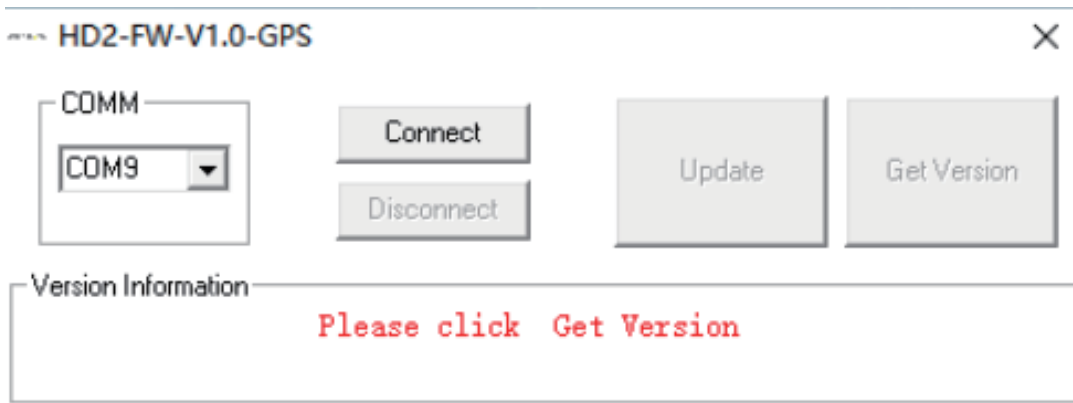 HD2-FW-V1.0-GPS
COMM
COM9
Connect
Disconnect
Update
Get Version
Version Information
Please click Get Version